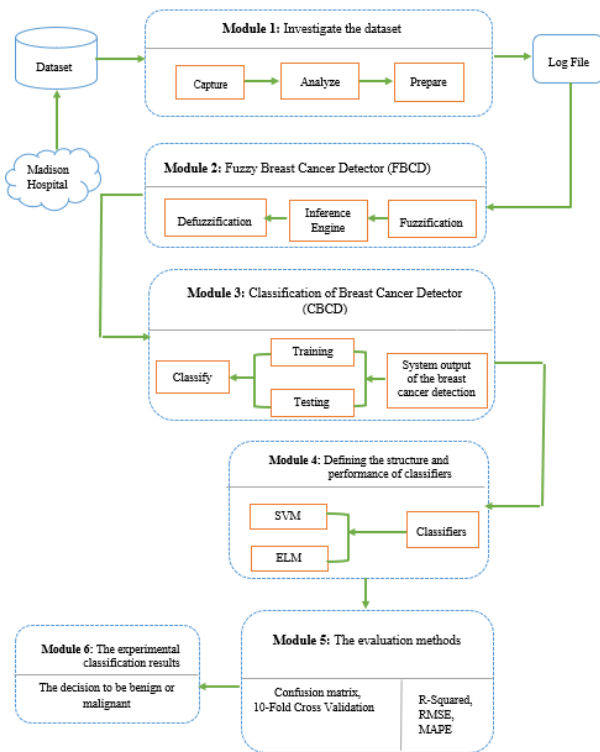 Module 1: Investigate the dataset
Dataset
Capture
Analyze
Prepare
Log File
Madison
Hospital
Module 2: Fuzzy Breast Cancer Detector (FBCD)
Defuzzification
Inference
Engine
Fuzzification
Module 3: Classification of Breast Cancer Detector
(CBCD)
Training
Classify
Testing
System output
of the breast
cancer detection
Module 4: Defining the structure and
performance of classifiers
SVM
ELM
Classifiers
Module 5: The evaluation methods
Confusion matrix,
10-Fold Cross Validation
R-Squared,
RMSE,
MAPE
Module 6: The experimental
classification results
The decision to be benign or
malignant